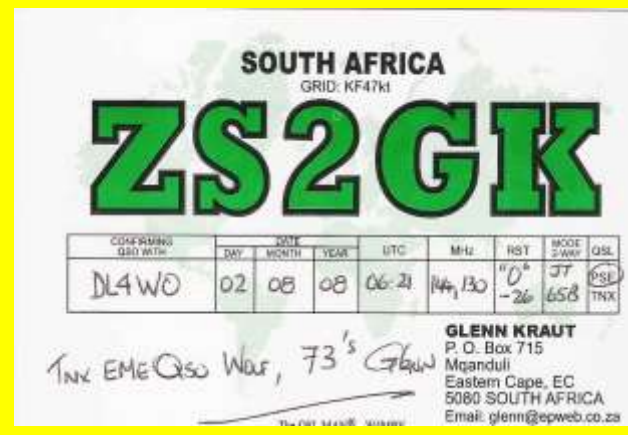 SOUTH AFRICA
GRID: KF47kt
ZS2GK
CONFIRMING QSO WITH DATE UTC MHz RST MODE 2-WAY QSL
DAY MONTH YEAR
DL4WO 02 08 08 06-21 144,130 "O" -26 JT 65B PSE
TNX
GLENN KRAUT
P. O. Box 715
Mqanduli
Eastern Cape, EC
5080 SOUTH AFRICA
Email: glenn@epweb.co.za
TNX EME QSO Wolf, 73's Glenn